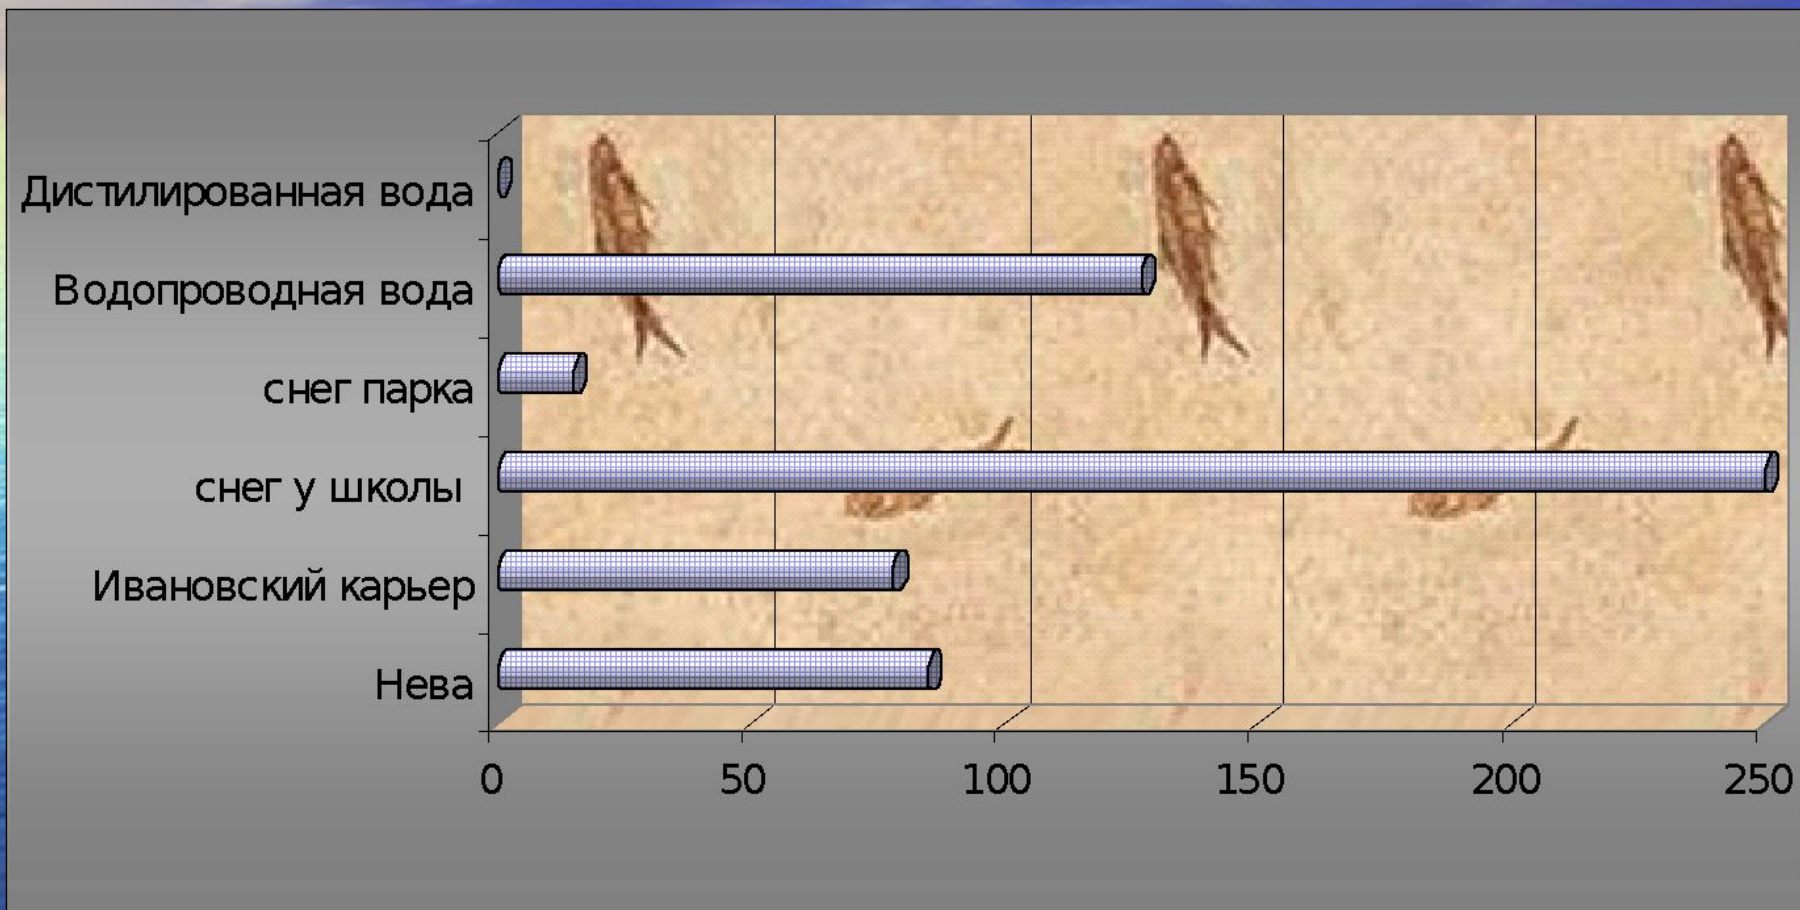 Дистилированная вода
Водопроводная вода
снег парка
снег у школы
Ивановский карьер
Нева
0 50 100 150 200 250